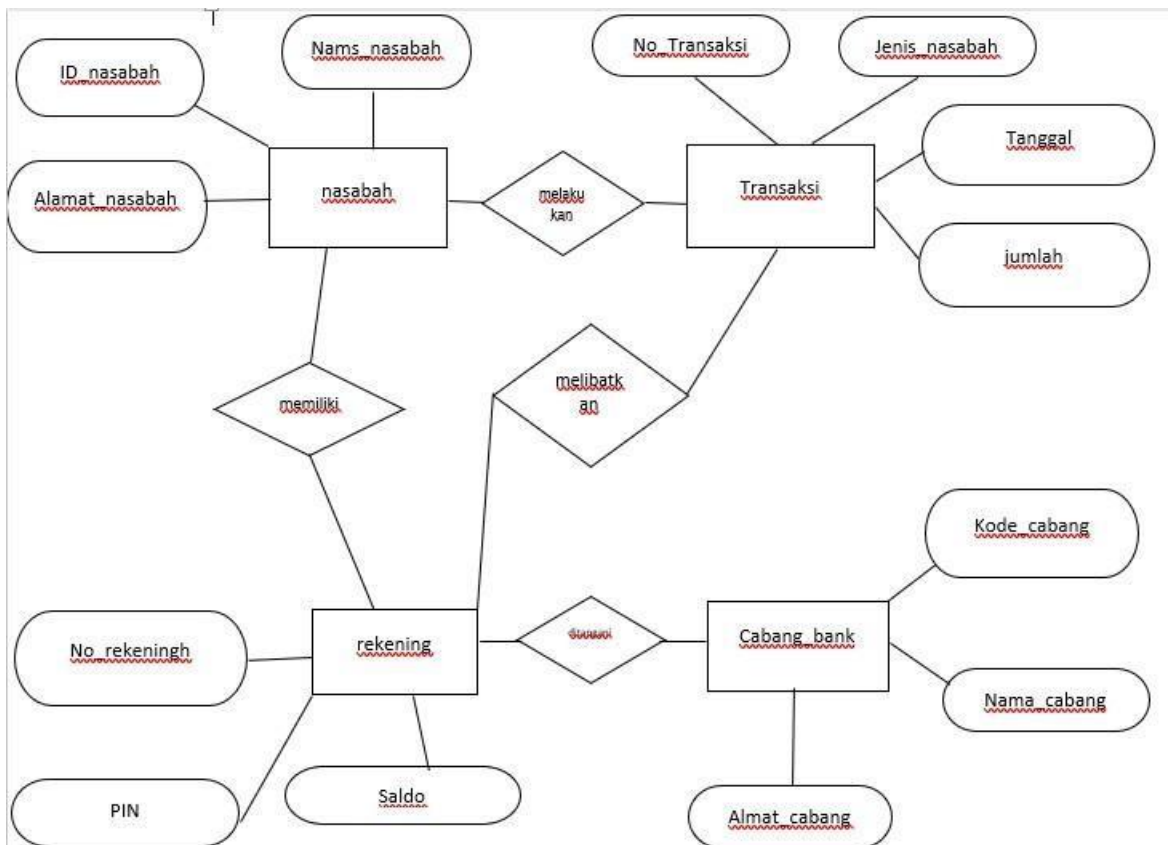 ID_nasabah
Nams_nasabah
No_Transaksi
Jenis_nasabah
Alamat_nasabah
nasabah
melaku
kan
Transaksi
Tanggal
jumlah
memiliki
melibatk
an
Kode_cabang
No_rekeningh
rekening
ditangani
Cabang_bank
Nama_cabang
PIN
Saldo
Almat_cabang